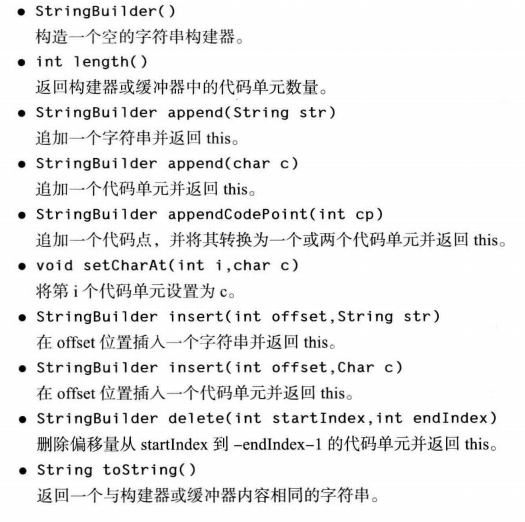 ● StringBuilder()
构造一个空的字符串构建器。
● int length()
返回构建器或缓冲器中的代码单元数量。
● StringBuilder append(String str)
追加一个字符串并返回 this。
● StringBuilder append(char c)
追加一个代码单元并返回 this。
● StringBuilder appendCodePoint(int cp)
追加一个代码点，并将其转换为一个或两个代码单元并返回 this。
● void setCharAt(int i,char c)
将第 i 个代码单元设置为 c。
● StringBuilder insert(int offset,String str)
在 offset 位置插入一个字符串并返回 this。
● StringBuilder insert(int offset,Char c)
在 offset 位置插入一个代码单元并返回 this。
● StringBuilder delete(int startIndex,int endIndex)
删除偏移量从 startIndex 到 –endIndex–1 的代码单元并返回 this。
● String toString()
返回一个与构建器或缓冲器内容相同的字符串。